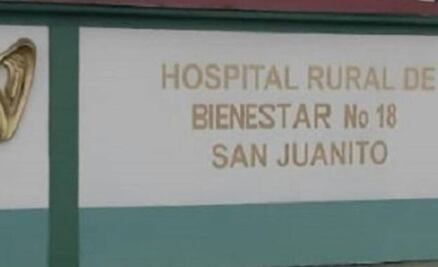 HOSPITAL RURAL DE
BIENESTAR No 18
SAN JUANITO